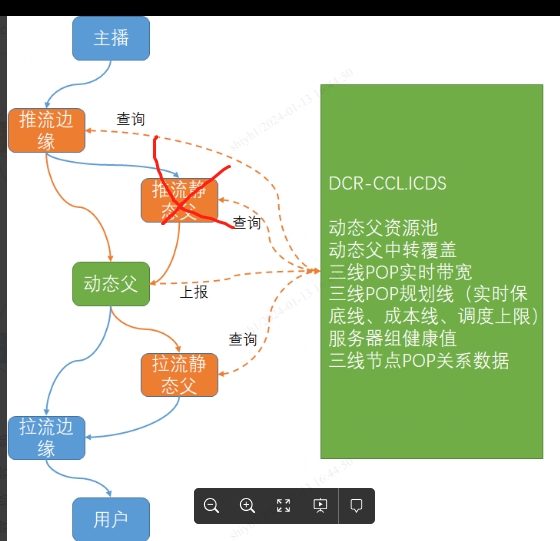 主播
推流边
缘
查询
推流静
态父
查询
动态父
上报
查询
拉流静
态父
拉流边
缘
用户
DCR-CCL.ICDS
动态父资源池
动态父中转覆盖
三线POP实时带宽
三线POP规划线（实时保
底线、成本线、调度上限）
服务器组健康值
三线节点POP关系数据